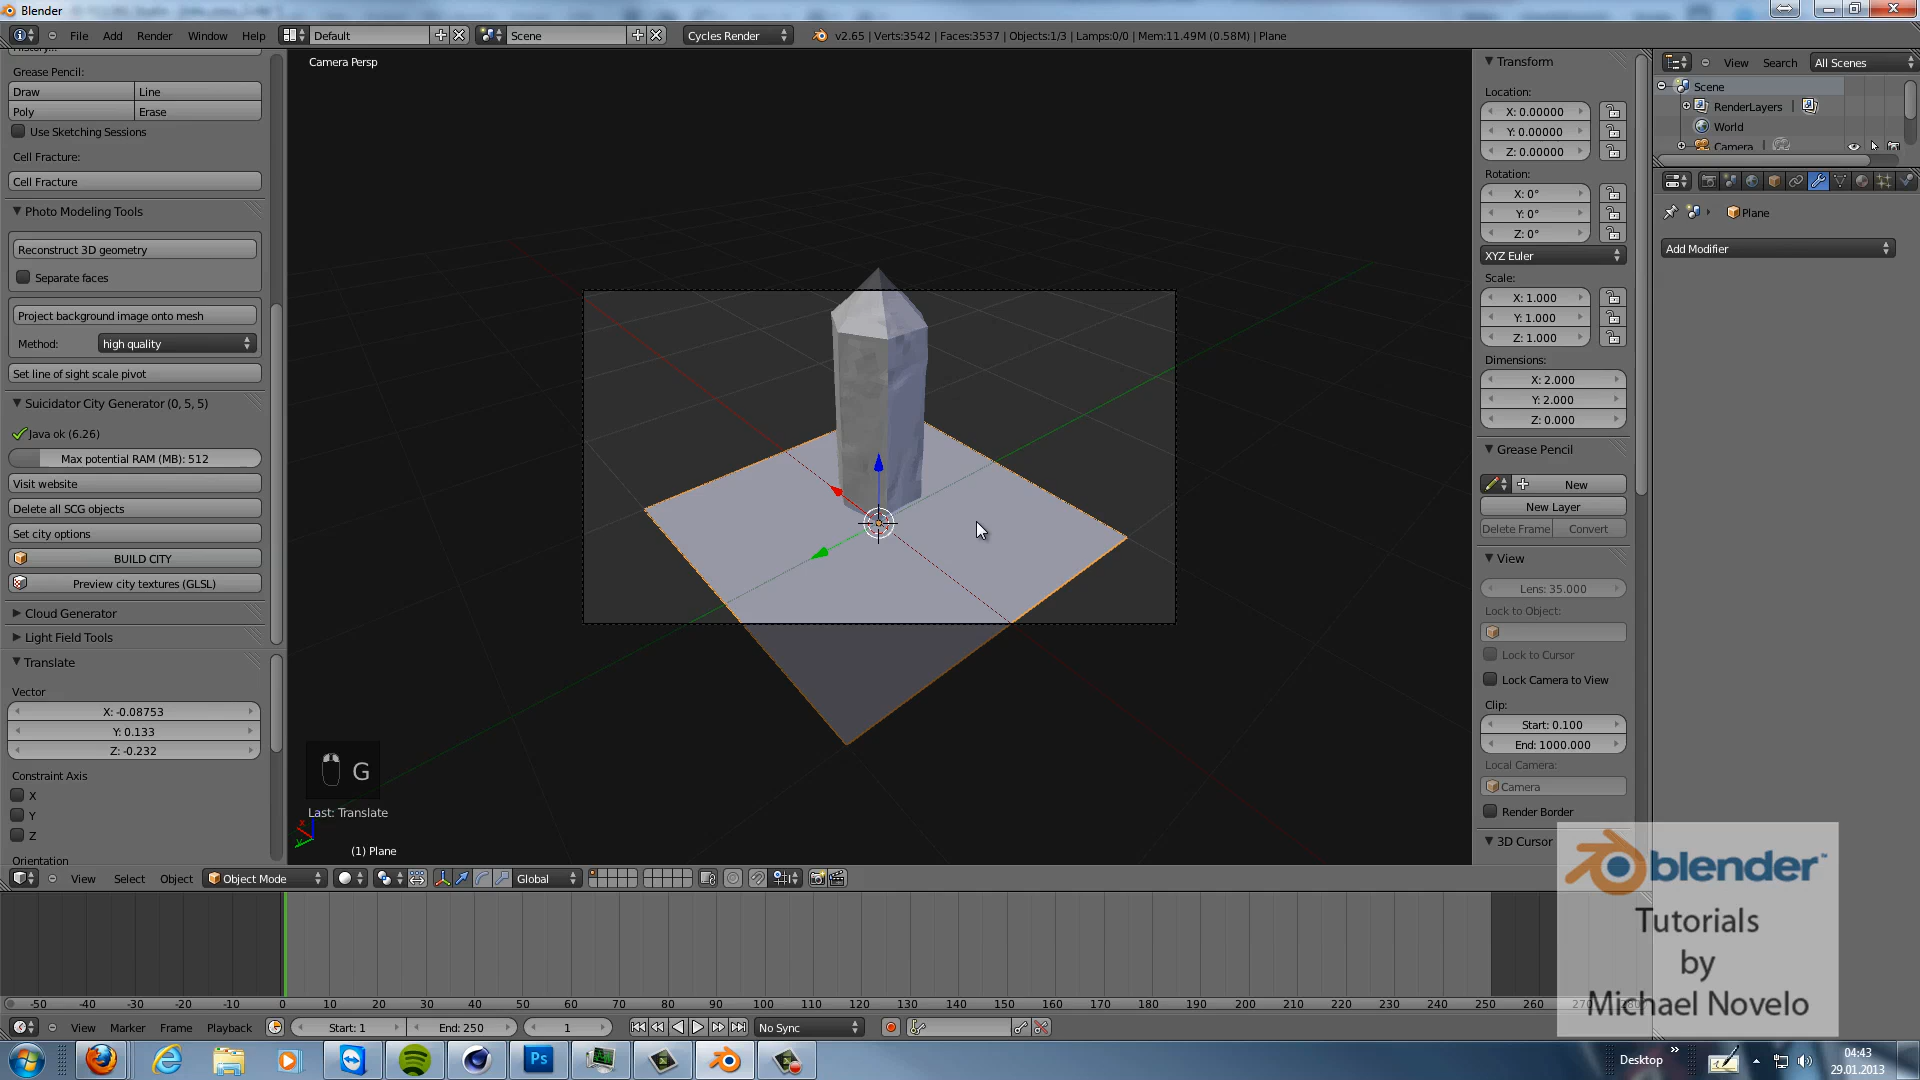 Blender
File Add Render Window Help
Default
Scene
Cycles Render
v2.65 | Verts:3542 | Faces:3537 | Objects:1/3 | Lamps:0/0 | Mem:11.49M (0.58M) | Plane
Grease Pencil:
Draw Line
Poly Erase
Use Sketching Sessions
Cell Fracture:
Cell Fracture
Photo Modeling Tools
Reconstruct 3D geometry
Separate faces
Project background image onto mesh
Method: high quality
Set line of sight scale pivot
Suicidator City Generator (0, 5, 5)
Java ok (6.26)
Max potential RAM (MB): 512
Visit website
Delete all SCG objects
Set city options
BUILD CITY
Preview city textures (GLSL)
Cloud Generator
Light Field Tools
Translate
Vector
X: -0.08753
Y: 0.133
Z: -0.232
Constraint Axis
X
Y
Z
Orientation
Camera Persp
G
Last: Translate
(1) Plane
View Select Object Object Mode Global
Transform
Location:
X: 0.00000
Y: 0.00000
Z: 0.00000
Rotation:
X: 0°
Y: 0°
Z: 0°
XYZ Euler
Scale:
X: 1.000
Y: 1.000
Z: 1.000
Dimensions:
X: 2.000
Y: 2.000
Z: 0.000
Grease Pencil
New
New Layer
Delete Frame Convert
View
Lens: 35.000
Lock to Object:
Lock to Cursor
Lock Camera to View
Clip:
Start: 0.100
End: 1000.000
Local Camera:
Camera
Render Border
3D Cursor
View Search All Scenes
Scene
RenderLayers
World
Camera
Plane
Add Modifier
-50 -40 -30 -20 -10 0 10 20 30 40 50 60 70 80 90 100 110 120 130 140 150 160 170 180 190 200 210 220 230 240 250 260
View Marker Frame Playback Start: 1 End: 250 1 No Sync
blender
Tutorials
by
Michael Novelo
Ps
Desktop
04:43
29.01.2013